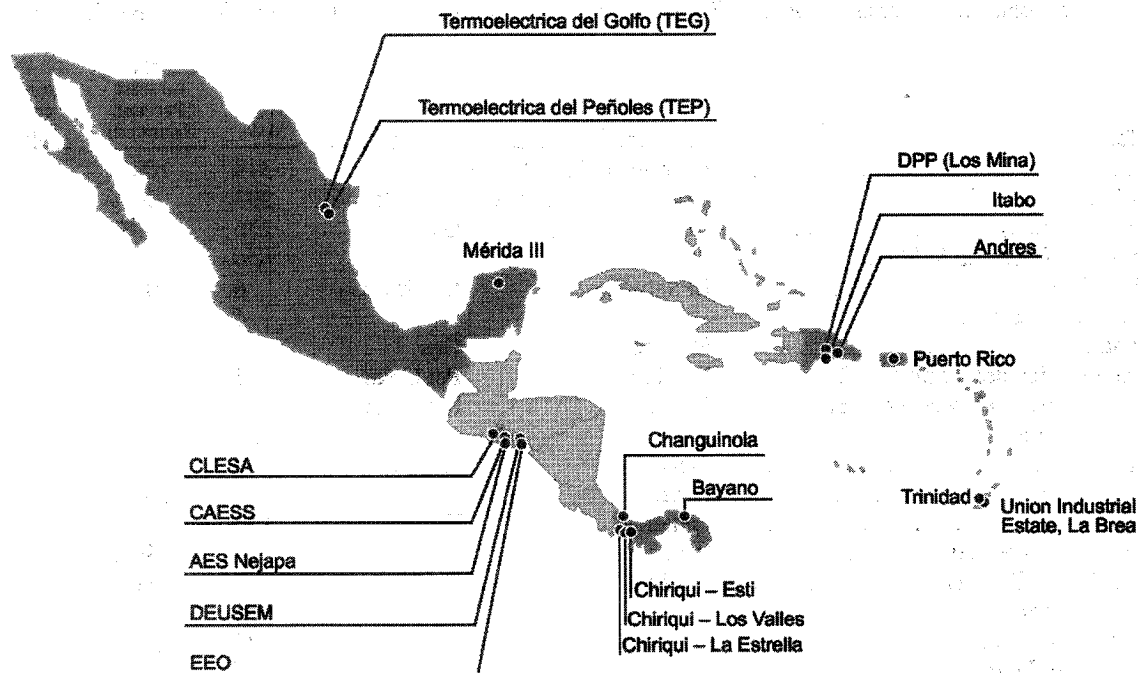 Termoelectrica del Golfo (TEG)
Termoelectrica del Peñoles (TEP)
DPP (Los Mina)
Itabo
Andres
Mérida III
Puerto Rico
Changuinola
Bayano
Trinidad
Union Industrial
Estate, La Brea
CLESA
CAESS
AES Nejapa
DEUSEM
EEO
Chiriqui – Esti
Chiriqui – Los Valles
Chiriqui – La Estrella